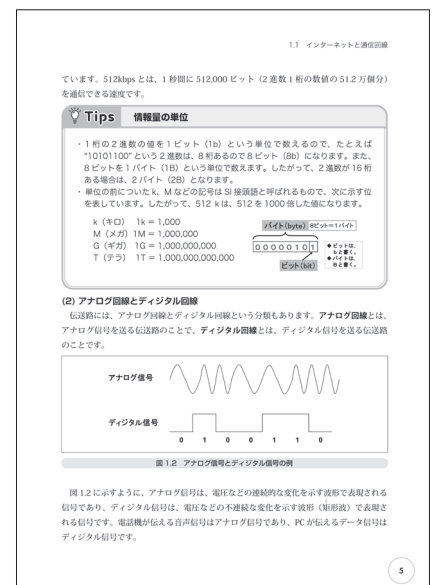 1.1 インターネットと通信回線
ています。512kbps とは、1 秒間に 512,000 ビット（2 進数 1 桁の数値の 51.2 万個分）
を通信できる速度です。
Tips 情報量の単位
・1 桁の 2 進数の値を 1 ビット（1b）という単位で数えるので、たとえば
“10101100” という 2 進数は、8 桁あるので 8 ビット（8b）になります。また、
8 ビットを 1 バイト（1B）という単位で数えます。したがって、2 進数が 16 桁
ある場合は、2 バイト（2B）となります。
・単位の前についた k、M などの記号は SI 接頭語と呼ばれるもので、次に示す位
を表しています。したがって、512 k は、512 を 1000 倍した値になります。
k（キロ） 1k = 1,000
M（メガ） 1M = 1,000,000
G（ギガ） 1G = 1,000,000,000
T（テラ） 1T = 1,000,000,000,000
バイト(byte) 8ビット=1バイト
0 0 0 0 0 1 0 1
◆ビットは、
bと書く。
◆バイトは、
Bと書く。
ビット(bit)
(2) アナログ回線とディジタル回線
伝送路には、アナログ回線とディジタル回線という分類もあります。アナログ回線とは、
アナログ信号を送る伝送路のことで、ディジタル回線とは、ディジタル信号を送る伝送路
のことです。
アナログ信号
ディジタル信号
0 1 0 0 1 1 0
図 1.2 アナログ信号とディジタル信号の例
図 1.2 に示すように、アナログ信号は、電圧などの連続的な変化を示す波形で表現される
信号であり、ディジタル信号は、電圧などの不連続な変化を示す波形（矩形波）で表現さ
れる信号です。電話機が伝える音声信号はアナログ信号であり、PC が伝えるデータ信号は
ディジタル信号です。
5